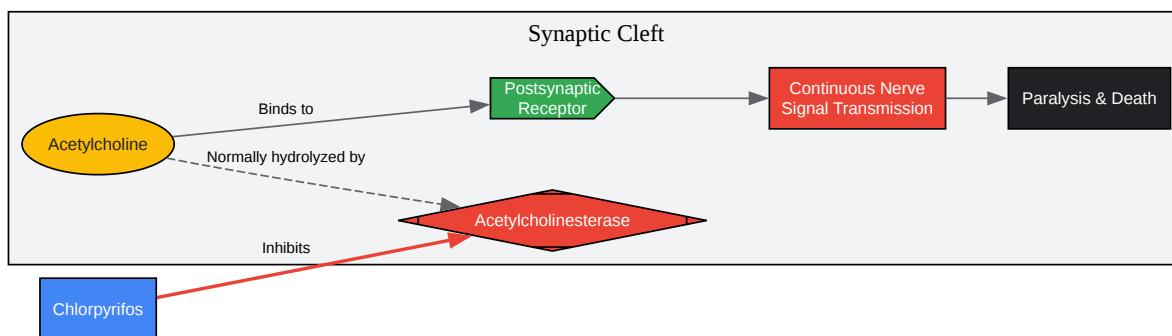 Synaptic Cleft
Postsynaptic
Receptor
Continuous Nerve
Signal Transmission
Paralysis & Death
Binds to
Acetylcholine
Normally hydrolyzed by
Acetylcholinesterase
Inhibits
Chlorpyrifos